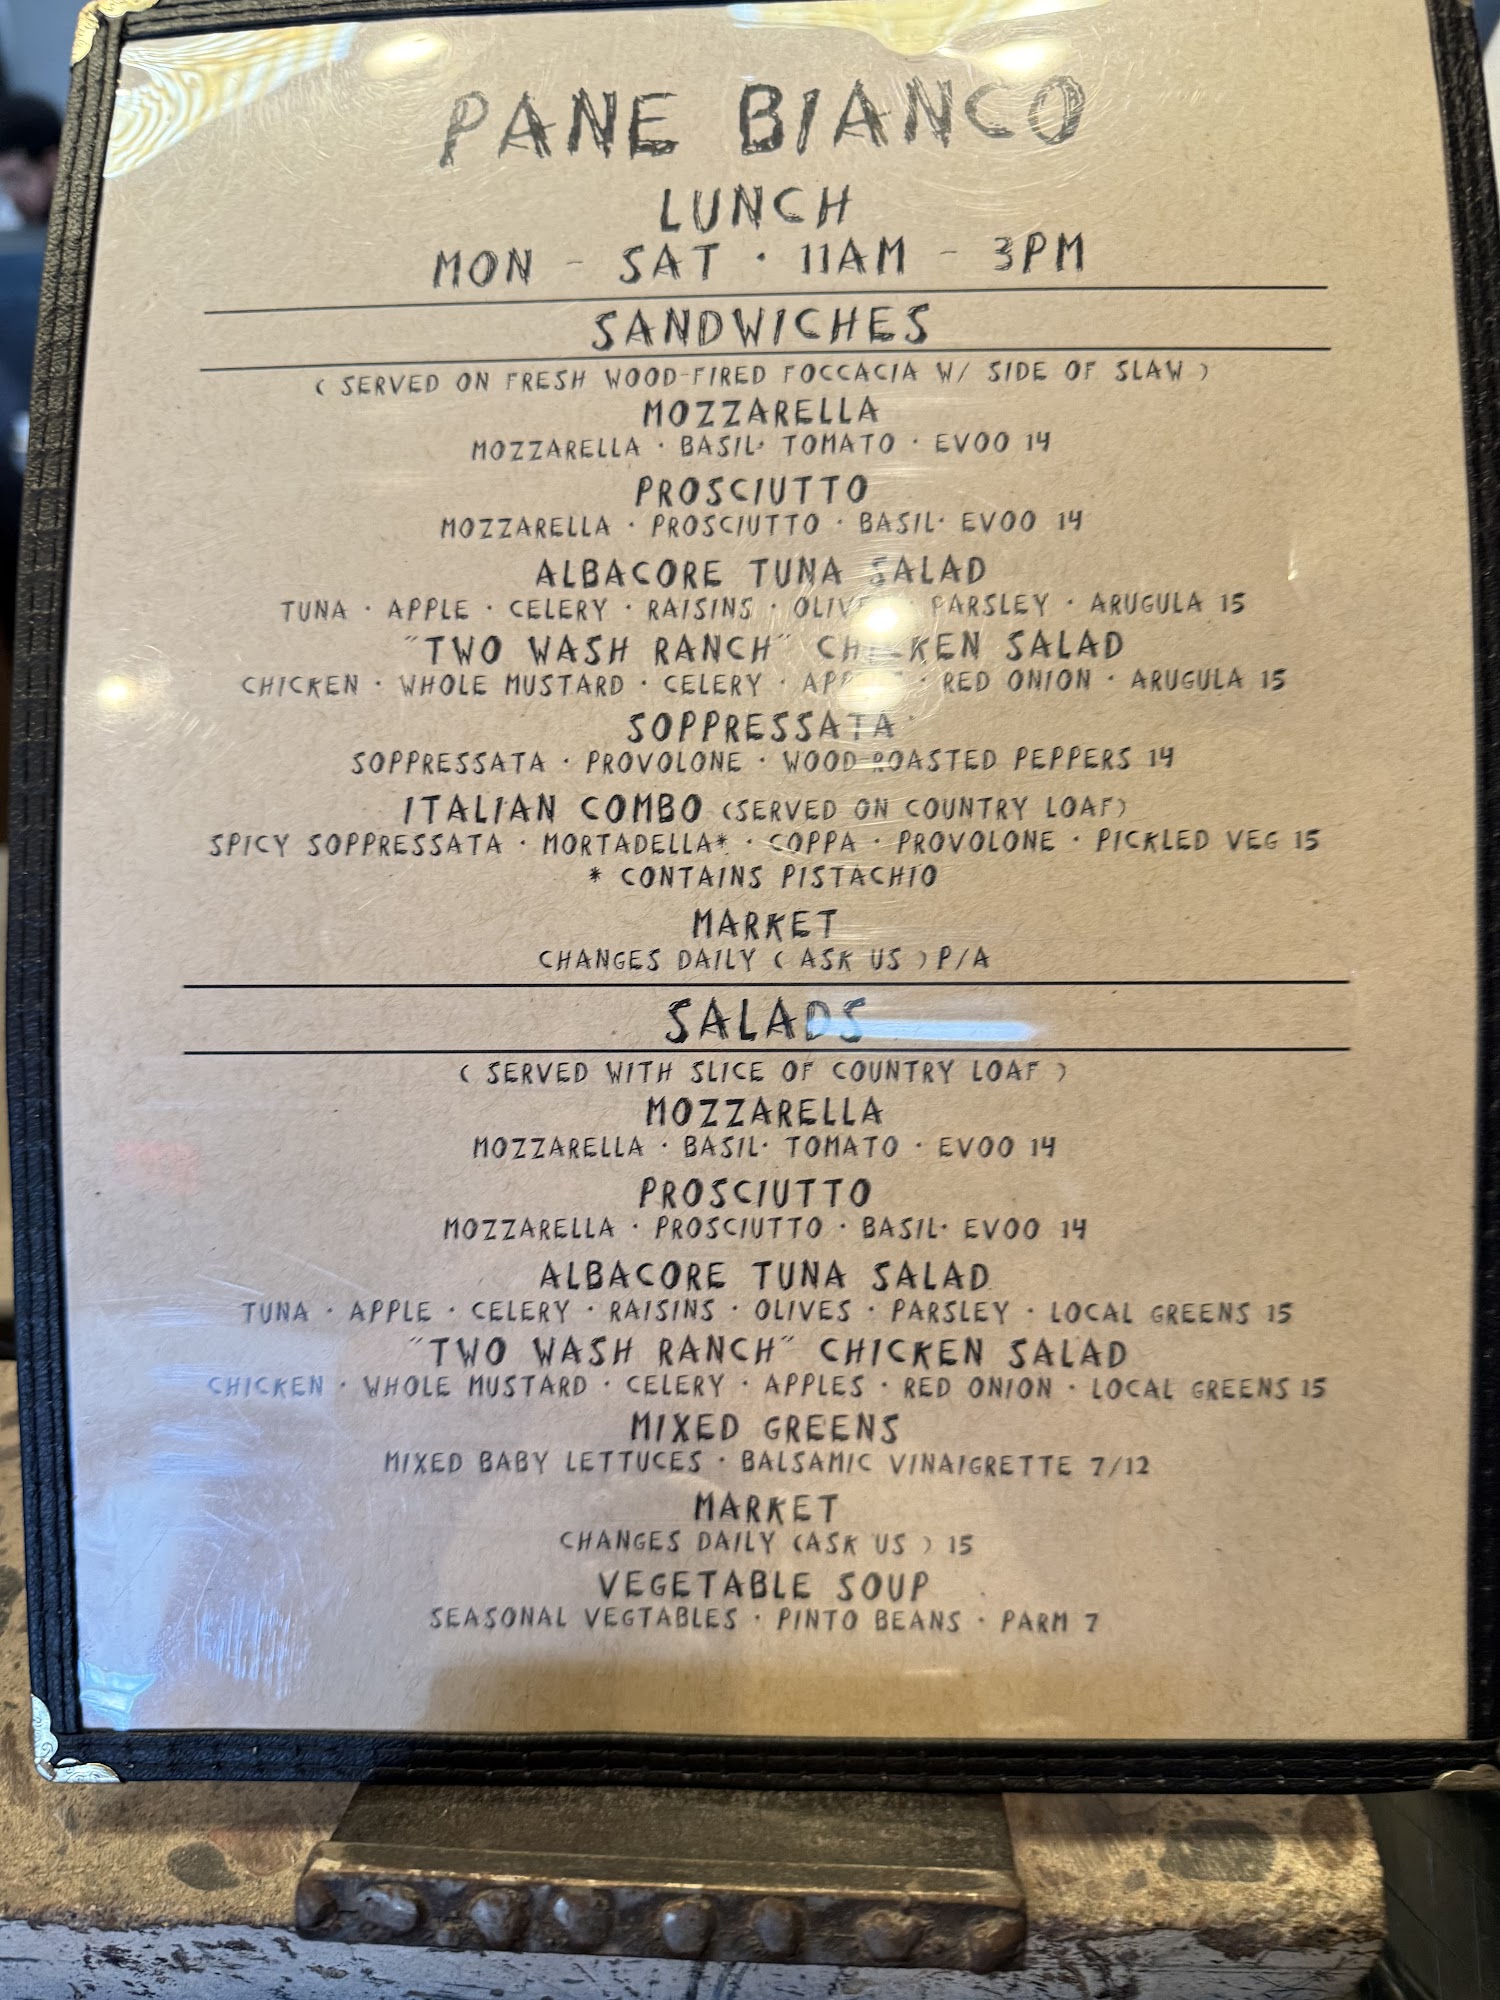 PANE BIANCO
LUNCH
MON - SAT · 11AM - 3PM
SANDWICHES
( SERVED ON FRESH WOOD-FIRED FOCCACIA W/ SIDE OF SLAW )
MOZZARELLA
MOZZARELLA · BASIL· TOMATO · EVOO 14
PROSCIUTTO
MOZZARELLA · PROSCIUTTO · BASIL· EVOO 14
ALBACORE TUNA SALAD
TUNA · APPLE · CELERY · RAISINS · · PARSLEY · ARUGULA 15
"TWO WASH RANCH" CHICKEN SALAD
CHICKEN · WHOLE MUSTARD · CELERY · · RED ONION · ARUGULA 15
SOPPRESSATA
SOPPRESSATA · PROVOLONE · WOOD-ROASTED PEPPERS 14
ITALIAN COMBO (SERVED ON COUNTRY LOAF)
SPICY SOPPRESSATA · MORTADELLA* · COPPA · PROVOLONE · PICKLED VEG 15
* CONTAINS PISTACHIO
MARKET
CHANGES DAILY ( ASK US ) P/A
SALADS
( SERVED WITH SLICE OF COUNTRY LOAF )
MOZZARELLA
MOZZARELLA · BASIL· TOMATO · EVOO 14
PROSCIUTTO
MOZZARELLA · PROSCIUTTO · BASIL· EVOO 14
ALBACORE TUNA SALAD
TUNA · APPLE · CELERY · RAISINS · OLIVES · PARSLEY · LOCAL GREENS 15
"TWO WASH RANCH" CHICKEN SALAD
CHICKEN · WHOLE MUSTARD · CELERY · APPLES · RED ONION · LOCAL GREENS 15
MIXED GREENS
MIXED BABY LETTUCES · BALSAMIC VINAIGRETTE 7/12
MARKET
CHANGES DAILY (ASK US ) 15
VEGETABLE SOUP
SEASONAL VEGTABLES · PINTO BEANS · PARM 7